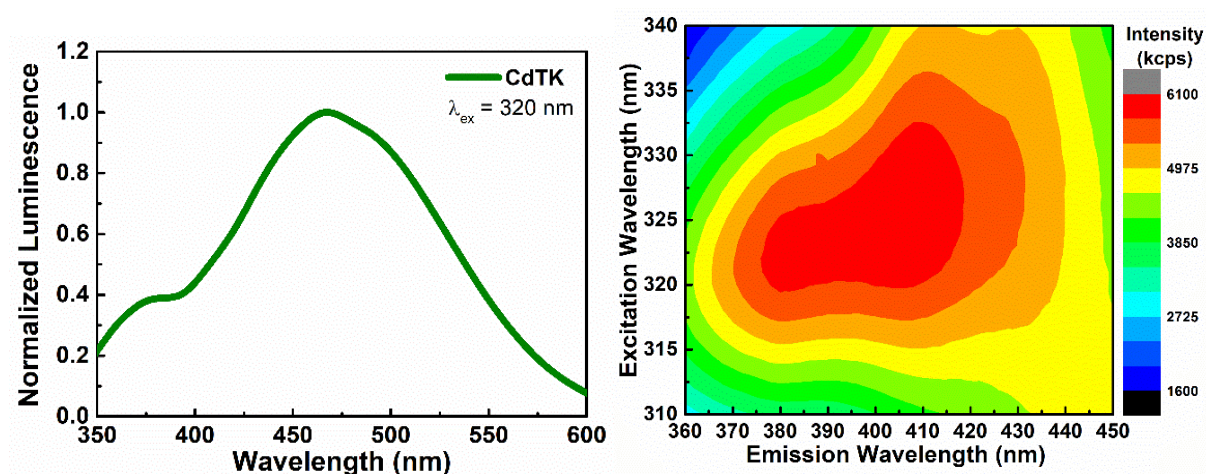 1.2
1.0
0.8
0.6
0.4
0.2
0.0
Normalized Luminescence
CdTK
λex = 320 nm
350 400 450 500 550 600
Wavelength (nm)
340
335
330
325
320
315
310
Excitation Wavelength (nm)
360 370 380 390 400 410 420 430 440 450
Emission Wavelength (nm)
Intensity
(kcps)
6100
4975
3850
2725
1600